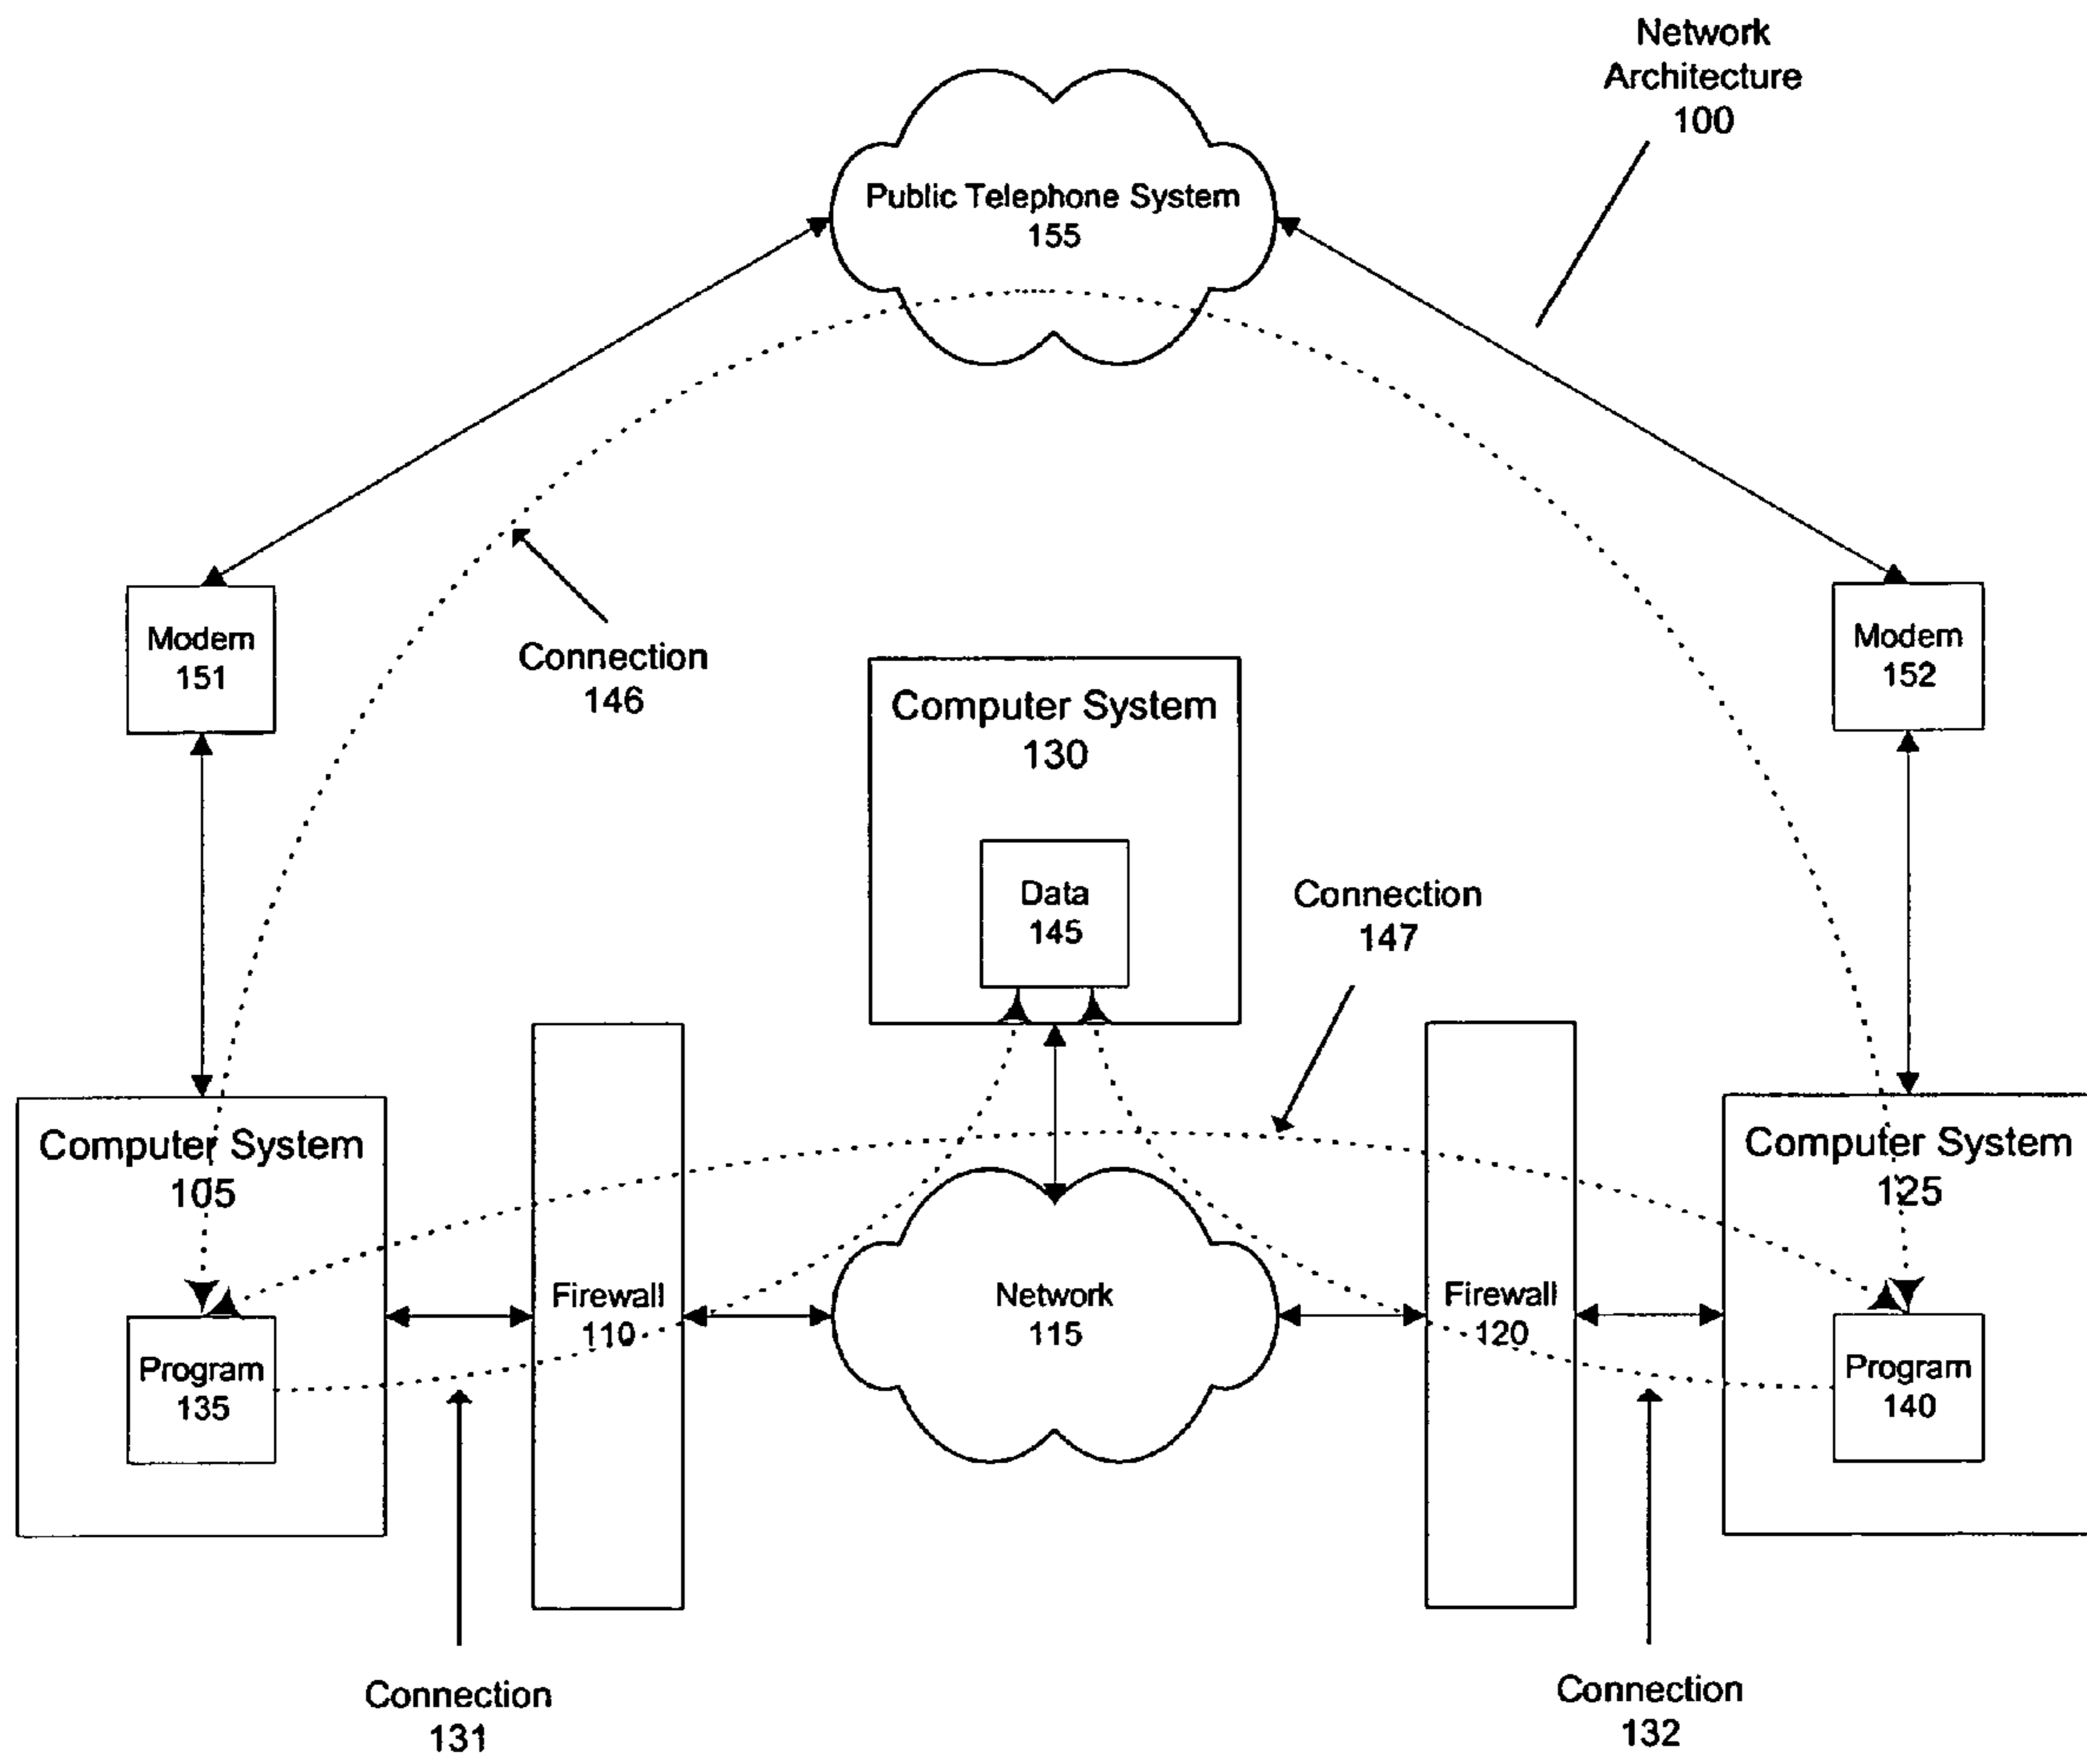 Network
Architecture
100
Public Telephone System
155
Modem
151
Connection
146
Modem
152
Computer System
130
Data
145
Connection
147
Computer System
105
Computer System
125
Firewall
110
Network
115
Firewall
120
Program
135
Program
140
Connection
131
Connection
132